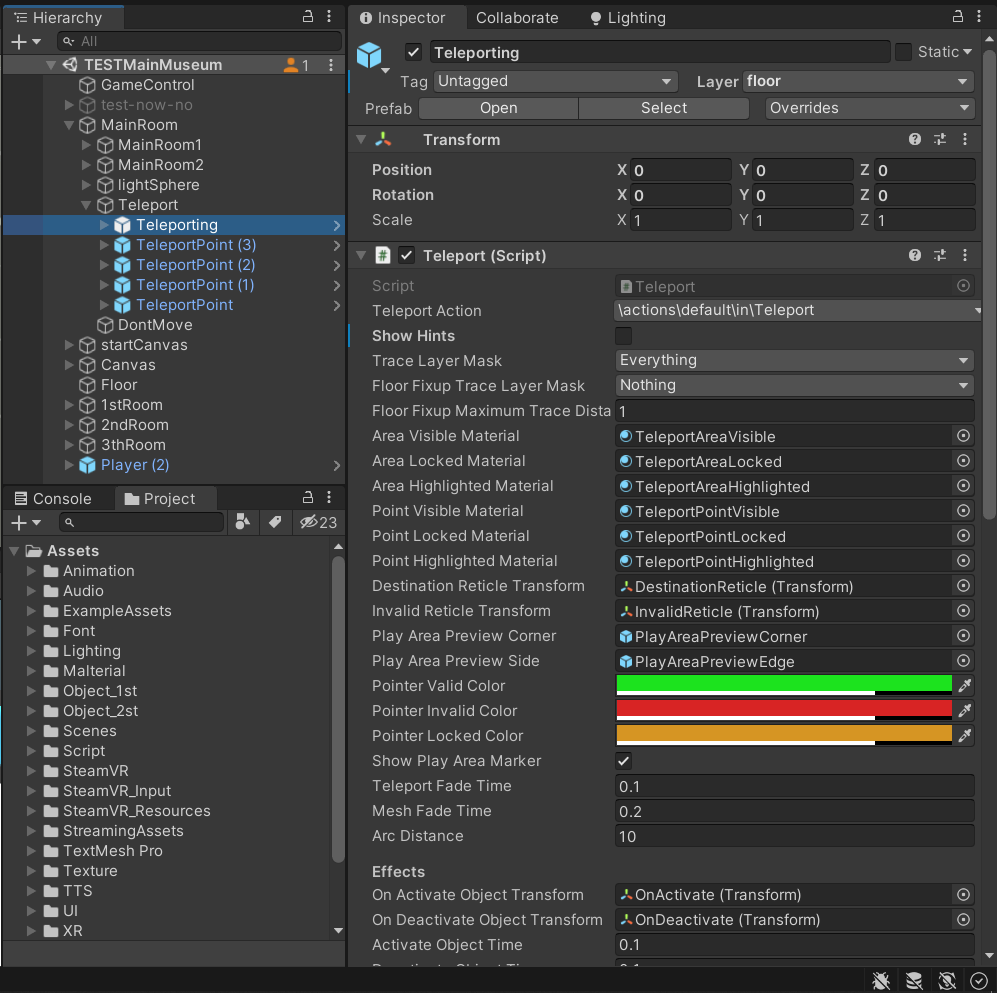 Hierarchy
All
TESTMainMuseum
1
GameControl
test-now-no
MainRoom
MainRoom1
MainRoom2
lightSphere
Teleport
Teleporting
TeleportPoint (3)
TeleportPoint (2)
TeleportPoint (1)
TeleportPoint
DontMove
startCanvas
Canvas
Floor
1stRoom
2ndRoom
3thRoom
Player (2)
Console Project
23
Assets
Animation
Audio
ExampleAssets
Font
Lighting
Malterial
Object_1st
Object_2st
Scenes
Script
SteamVR
SteamVR_Input
SteamVR_Resources
StreamingAssets
TextMesh Pro
Texture
TTS
UI
XR
Inspector Collaborate Lighting
Teleporting Static
Tag Untagged Layer floor
Prefab Open Select Overrides
Transform
Position X 0 Y 0 Z 0
Rotation X 0 Y 0 Z 0
Scale X 1 Y 1 Z 1
Teleport (Script)
Script Teleport
Teleport Action \actions\default\in\Teleport
Show Hints
Trace Layer Mask Everything
Floor Fixup Trace Layer Mask Nothing
Floor Fixup Maximum Trace Dista 1
Area Visible Material TeleportAreaVisible
Area Locked Material TeleportAreaLocked
Area Highlighted Material TeleportAreaHighlighted
Point Visible Material TeleportPointVisible
Point Locked Material TeleportPointLocked
Point Highlighted Material TeleportPointHighlighted
Destination Reticle Transform DestinationReticle (Transform)
Invalid Reticle Transform InvalidReticle (Transform)
Play Area Preview Corner PlayAreaPreviewCorner
Play Area Preview Side PlayAreaPreviewEdge
Pointer Valid Color
Pointer Invalid Color
Pointer Locked Color
Show Play Area Marker
Teleport Fade Time 0.1
Mesh Fade Time 0.2
Arc Distance 10
Effects
On Activate Object Transform OnActivate (Transform)
On Deactivate Object Transform OnDeactivate (Transform)
Activate Object Time 0.1